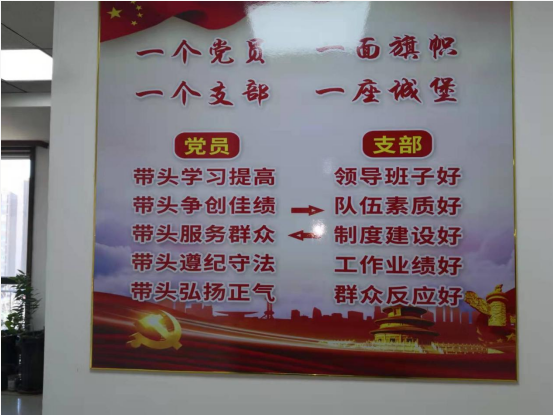 一个党员 一面旗帜
一个支部 一座诚堡
党员 支部
带头学习提高 领导班子好
带头争创佳绩 队伍素质好
带头服务群众 制度建设好
带头遵纪守法 工作业绩好
带头弘扬正气 群众反应好